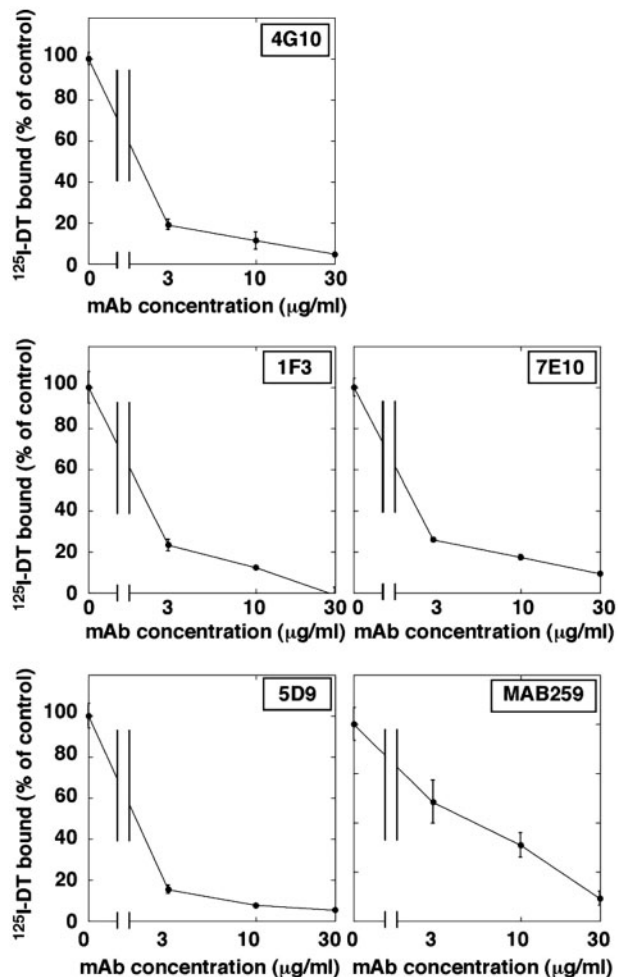 4G10
100
80
60
40
20
0
0 3 10 30
¹²⁵I-DT bound (% of control)
mAb concentration (μg/ml)
1F3
100
80
60
40
20
0
0 3 10 30
¹²⁵I-DT bound (% of control)
mAb concentration (μg/ml)
7E10
0 3 10 30
mAb concentration (μg/ml)
5D9
100
80
60
40
20
0
0 3 10 30
¹²⁵I-DT bound (% of control)
mAb concentration (μg/ml)
MAB259
0 3 10 30
mAb concentration (μg/ml)